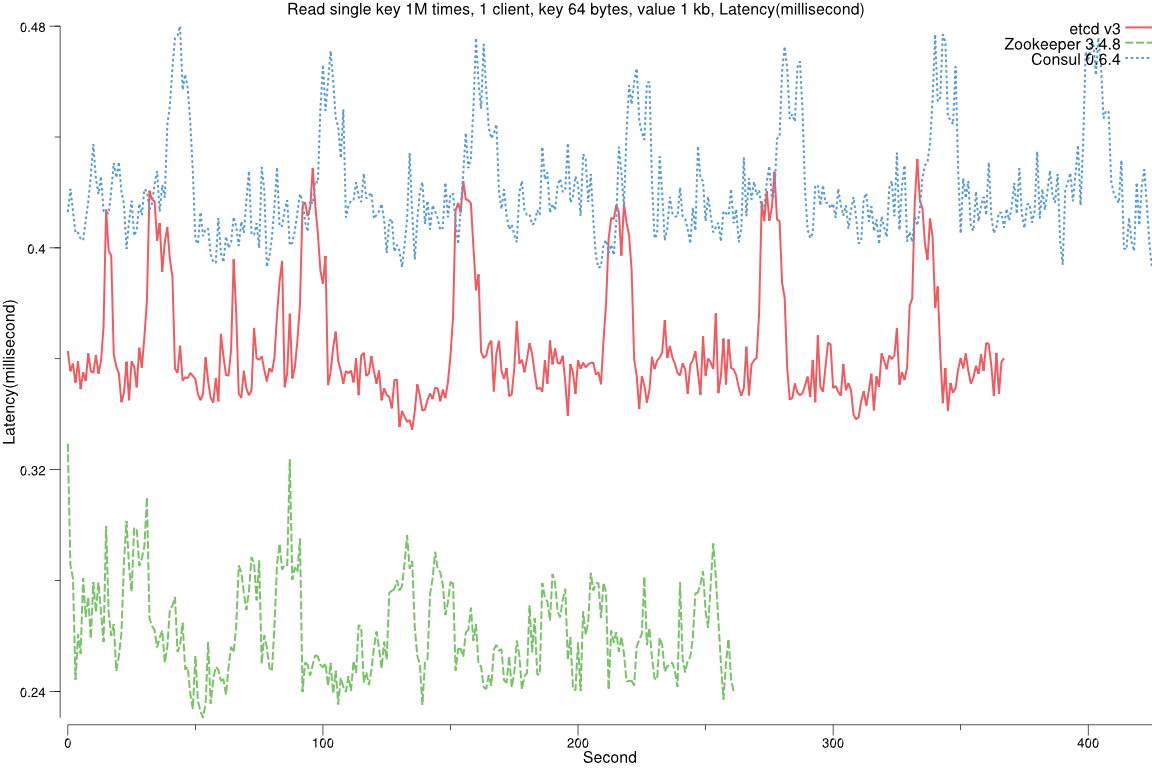 Read single key 1M times, 1 client, key 64 bytes, value 1 kb, Latency(millisecond)
etcd v3
Zookeeper 3.4.8
Consul 0.6.4
0.48
0.4
0.32
0.24
Latency(millisecond)
0
100
200
300
400
Second